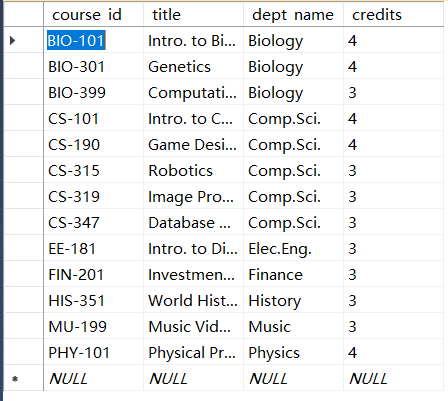 course_id title dept_name credits
BIO-101 Intro. to Bi... Biology 4
BIO-301 Genetics Biology 4
BIO-399 Computati... Biology 3
CS-101 Intro. to C... Comp.Sci. 4
CS-190 Game Desi... Comp.Sci. 4
CS-315 Robotics Comp.Sci. 3
CS-319 Image Pro... Comp.Sci. 3
CS-347 Database ... Comp.Sci. 3
EE-181 Intro. to Di... Elec.Eng. 3
FIN-201 Investmen... Finance 3
HIS-351 World Hist... History 3
MU-199 Music Vid... Music 3
PHY-101 Physical Pr... Physics 4
NULL NULL NULL NULL